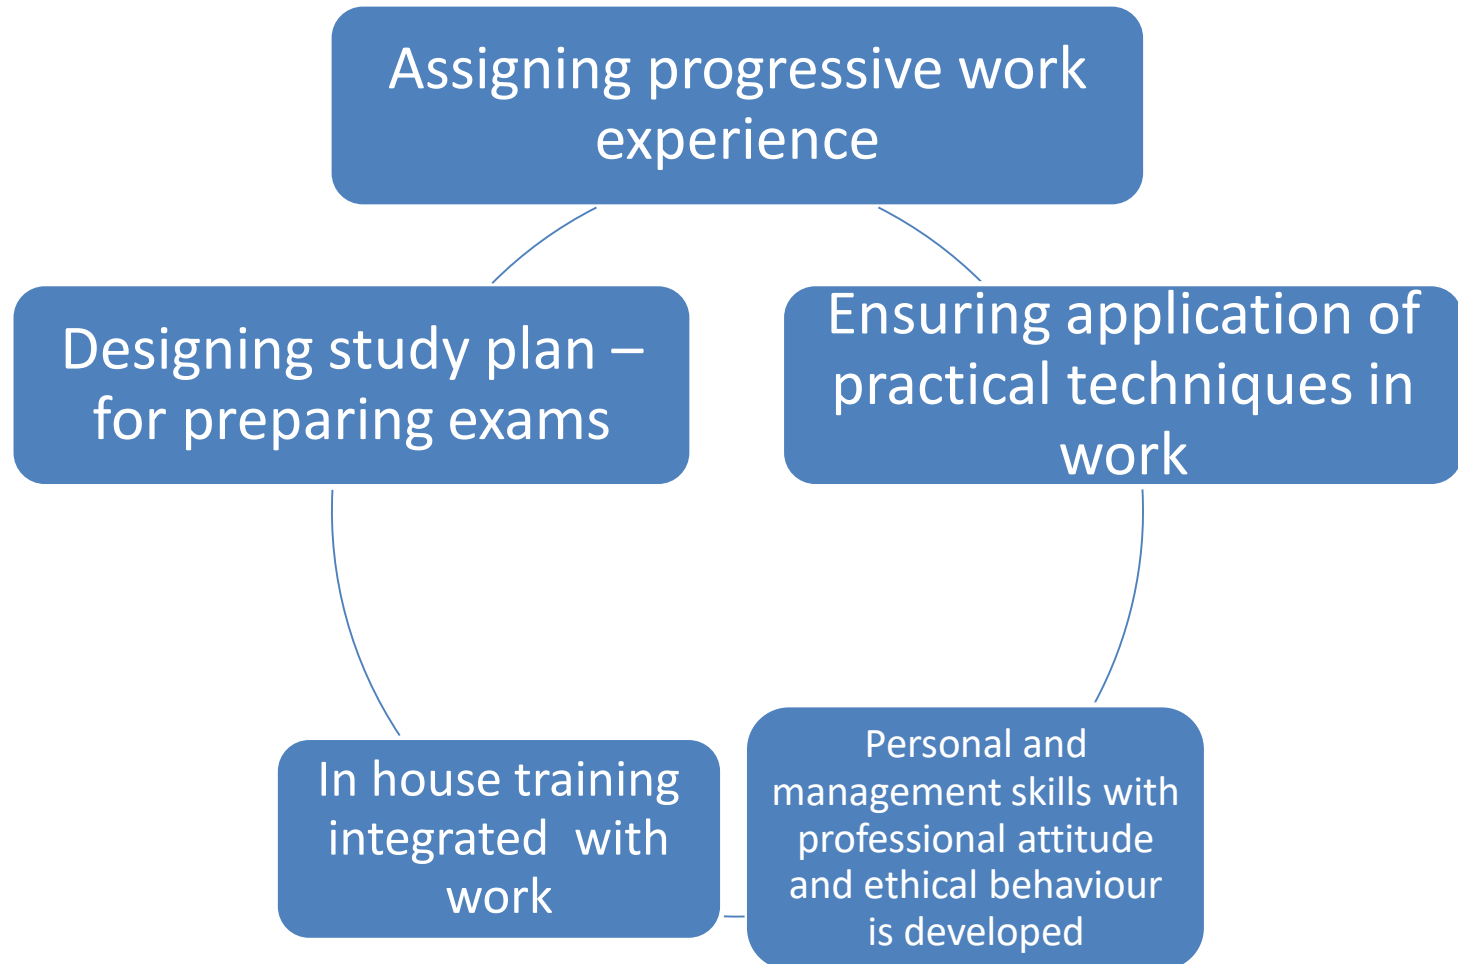 Assigning progressive work
experience
Designing study plan –
for preparing exams
Ensuring application of
practical techniques in
work
In house training
integrated  with
work
Personal and
management skills with
professional attitude
and ethical behaviour
is developed